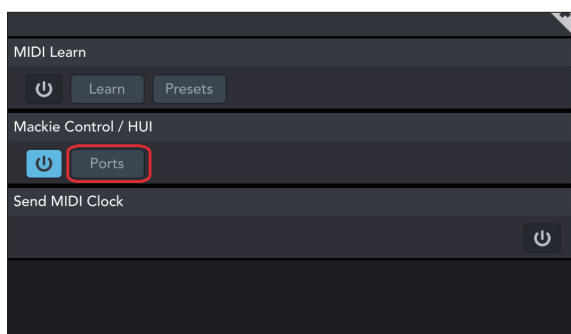 MIDI Learn
Learn Presets
Mackie Control / HUI
Ports
Send MIDI Clock